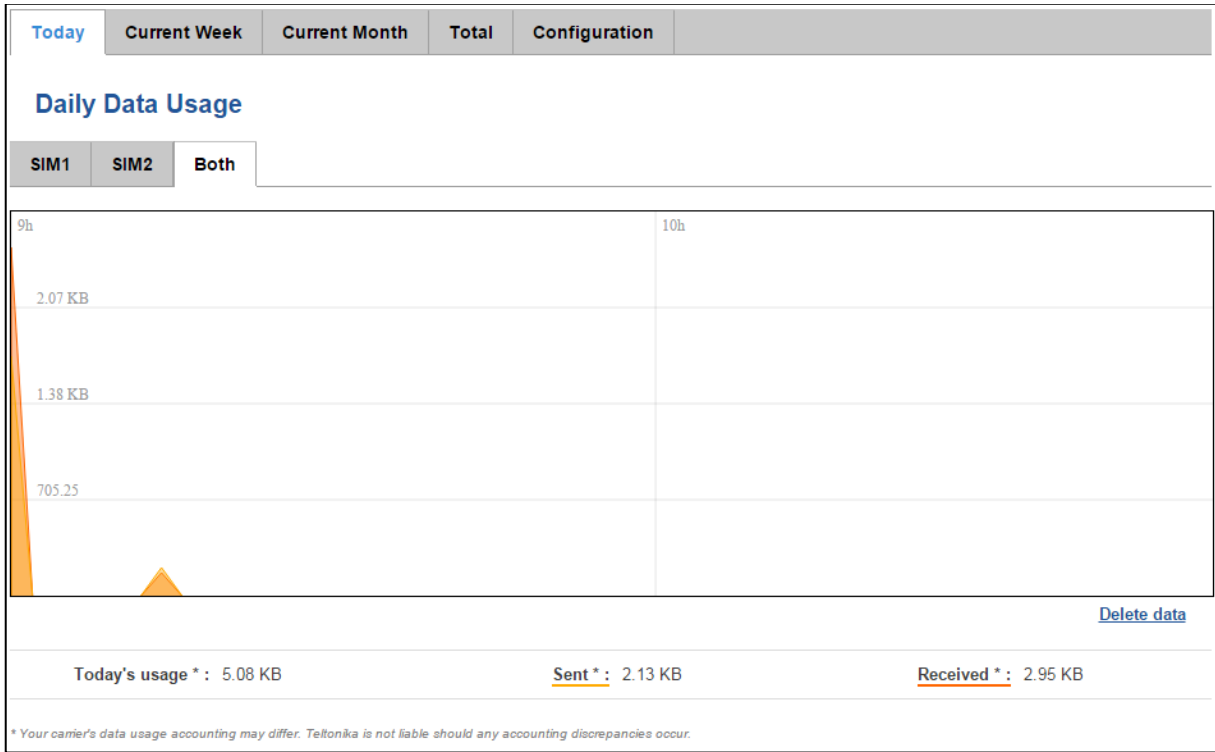 Today Current Week Current Month Total Configuration
Daily Data Usage
SIM1 SIM2 Both
9h 10h
2.07 KB
1.38 KB
705.25
Delete data
Today's usage * : 5.08 KB Sent * : 2.13 KB Received * : 2.95 KB
* Your carrier's data usage accounting may differ. Teltonika is not liable should any accounting discrepancies occur.